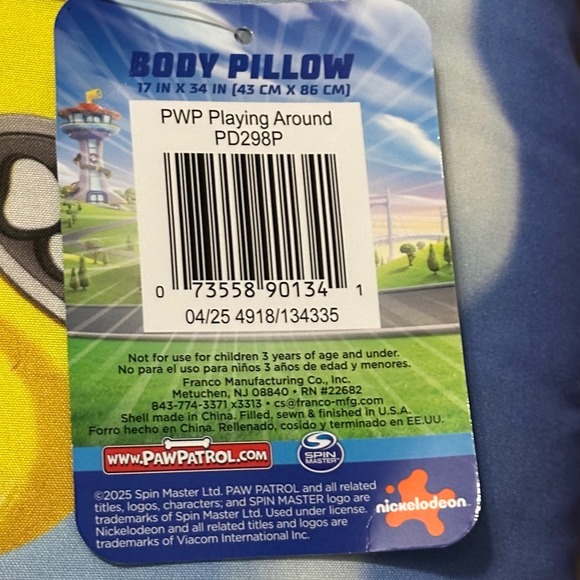 BODY PILLOW
17 IN X 34 IN (43 CM X 86 CM)
PWP Playing Around
PD298P
0 73558 90134 1
04/25 4918/134335
Not for use for children 3 years of age and under.
No para el uso para niños 3 años de edad y menores.
Franco Manufacturing Co., Inc.
Metuchen, NJ 08840 • RN #22682
843-774-3371 x3313 • cs@franco-mfg.com
Shell made in China. Filled, sewn & finished in U.S.A.
Forro hecho en China. Rellenado, cosido y terminado en EE.UU.
www.PAWPATROL.COM
SPIN MASTER™
©2025 Spin Master Ltd. PAW PATROL and all related
titles, logos, characters; and SPIN MASTER logo are
trademarks of Spin Master Ltd. Used under license.
Nickelodeon and all related titles and logos are
trademarks of Viacom International Inc.
nickelodeon